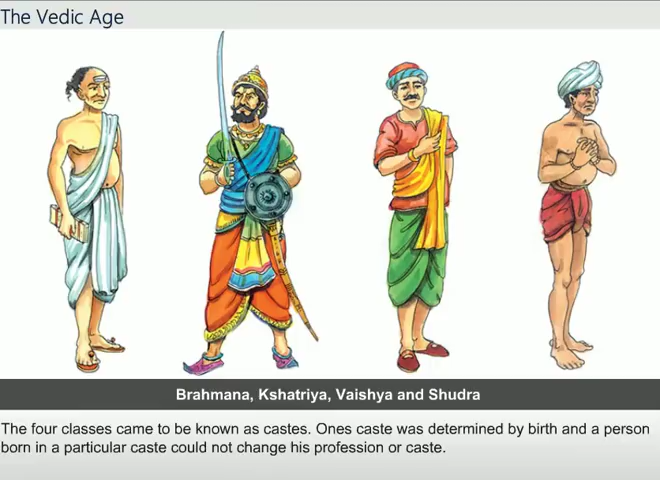 The Vedic Age
Brahmana, Kshatriya, Vaishya and Shudra
The four classes came to be known as castes. Ones caste was determined by birth and a person
born in a particular caste could not change his profession or caste.